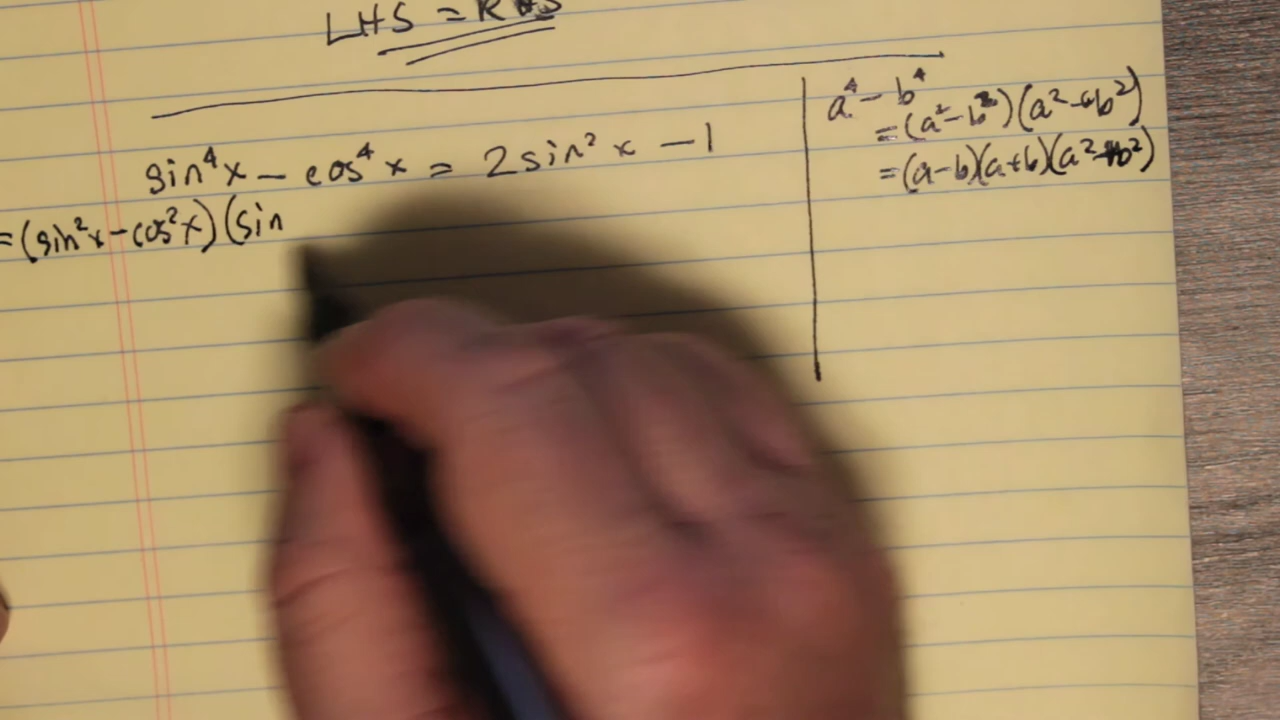 LHS = RHS
sin⁴x − cos⁴x = 2sin²x − 1
=(sin²x − cos²x)(sin
a⁴ − b⁴
=(a²−b²)(a²+b²)
=(a−b)(a+b)(a²+b²)